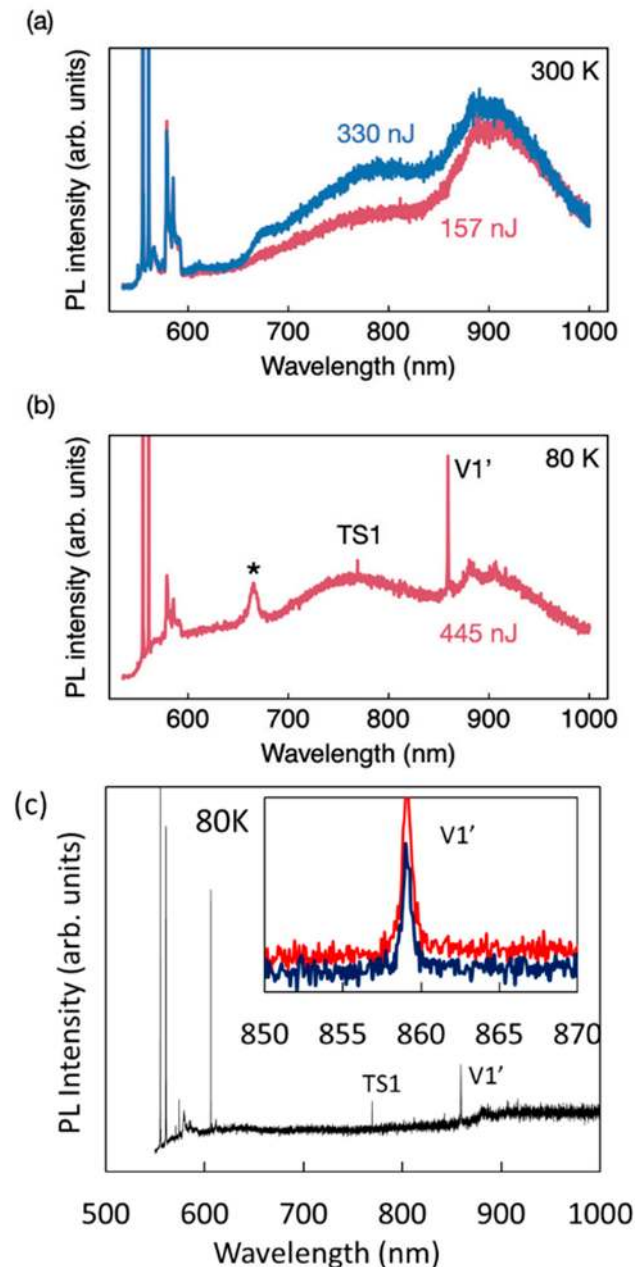 (a)
300 K
330 nJ
157 nJ
PL intensity (arb. units)
600 700 800 900 1000
Wavelength (nm)
(b)
80 K
V1’
TS1
*
445 nJ
PL intensity (arb. units)
600 700 800 900 1000
Wavelength (nm)
(c)
80K
V1’
850 855 860 865 870
TS1
V1’
PL Intensity (arb. units)
500 600 700 800 900 1000
Wavelength (nm)